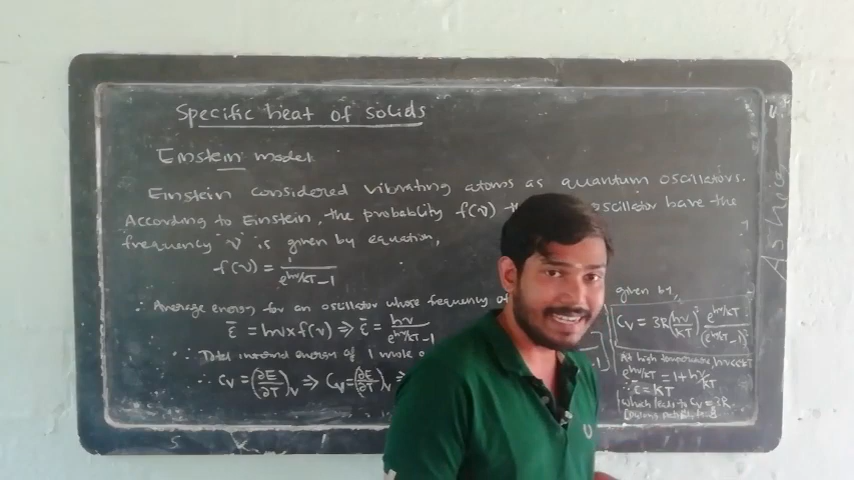 Specific heat of solids
Einstein model
Einstein considered vibrating atoms as quantum oscillators.
According to Einstein, the probablity f(ν) oscillator have the
frequency 'ν' is given by equation,
f(ν) = 1/(e^hν/kT − 1)
∴ Average energy for an oscillator whose frequency of
given by,
ε̄ = hν × f(ν) ⇒ ε̄ = hν/(e^hν/kT − 1)
∴ Total internal energy of 1 mole
∴ Cv = (∂E/∂T)v ⇒ Cv = (∂E/∂T)v ⇒
Cv = 3R (hν/kT)² e^hν/kT/(e^hν/kT − 1)²
At high temperature, hν<<kT
e^hν/kT = 1 + hν/kT
∴ ε̄ = kT
which leads to Cv = 3R.